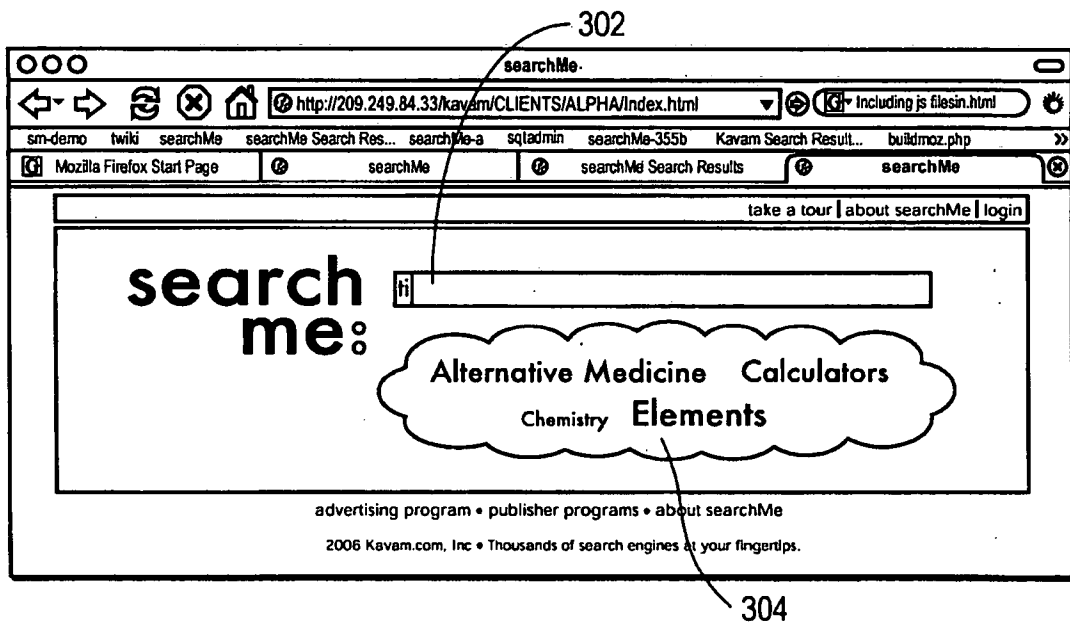 302
searchMe.
http://209.249.84.33/kavam/CLIENTS/ALPHA/Index.html G Including js filesin.html
sm-demo twiki searchMe searchMe Search Res... searchMe-a sqtadmin searchMe-355b Kavam Search Result... buildmoz.php »
G Mozilla Firefox Start Page searchMe searchMe Search Results searchMe
take a tour | about searchMe | login
search
me:
ti
Alternative Medicine Calculators
Chemistry Elements
advertising program • publisher programs • about searchMe
2006 Kavam.com, Inc • Thousands of search engines at your fingertips.
304